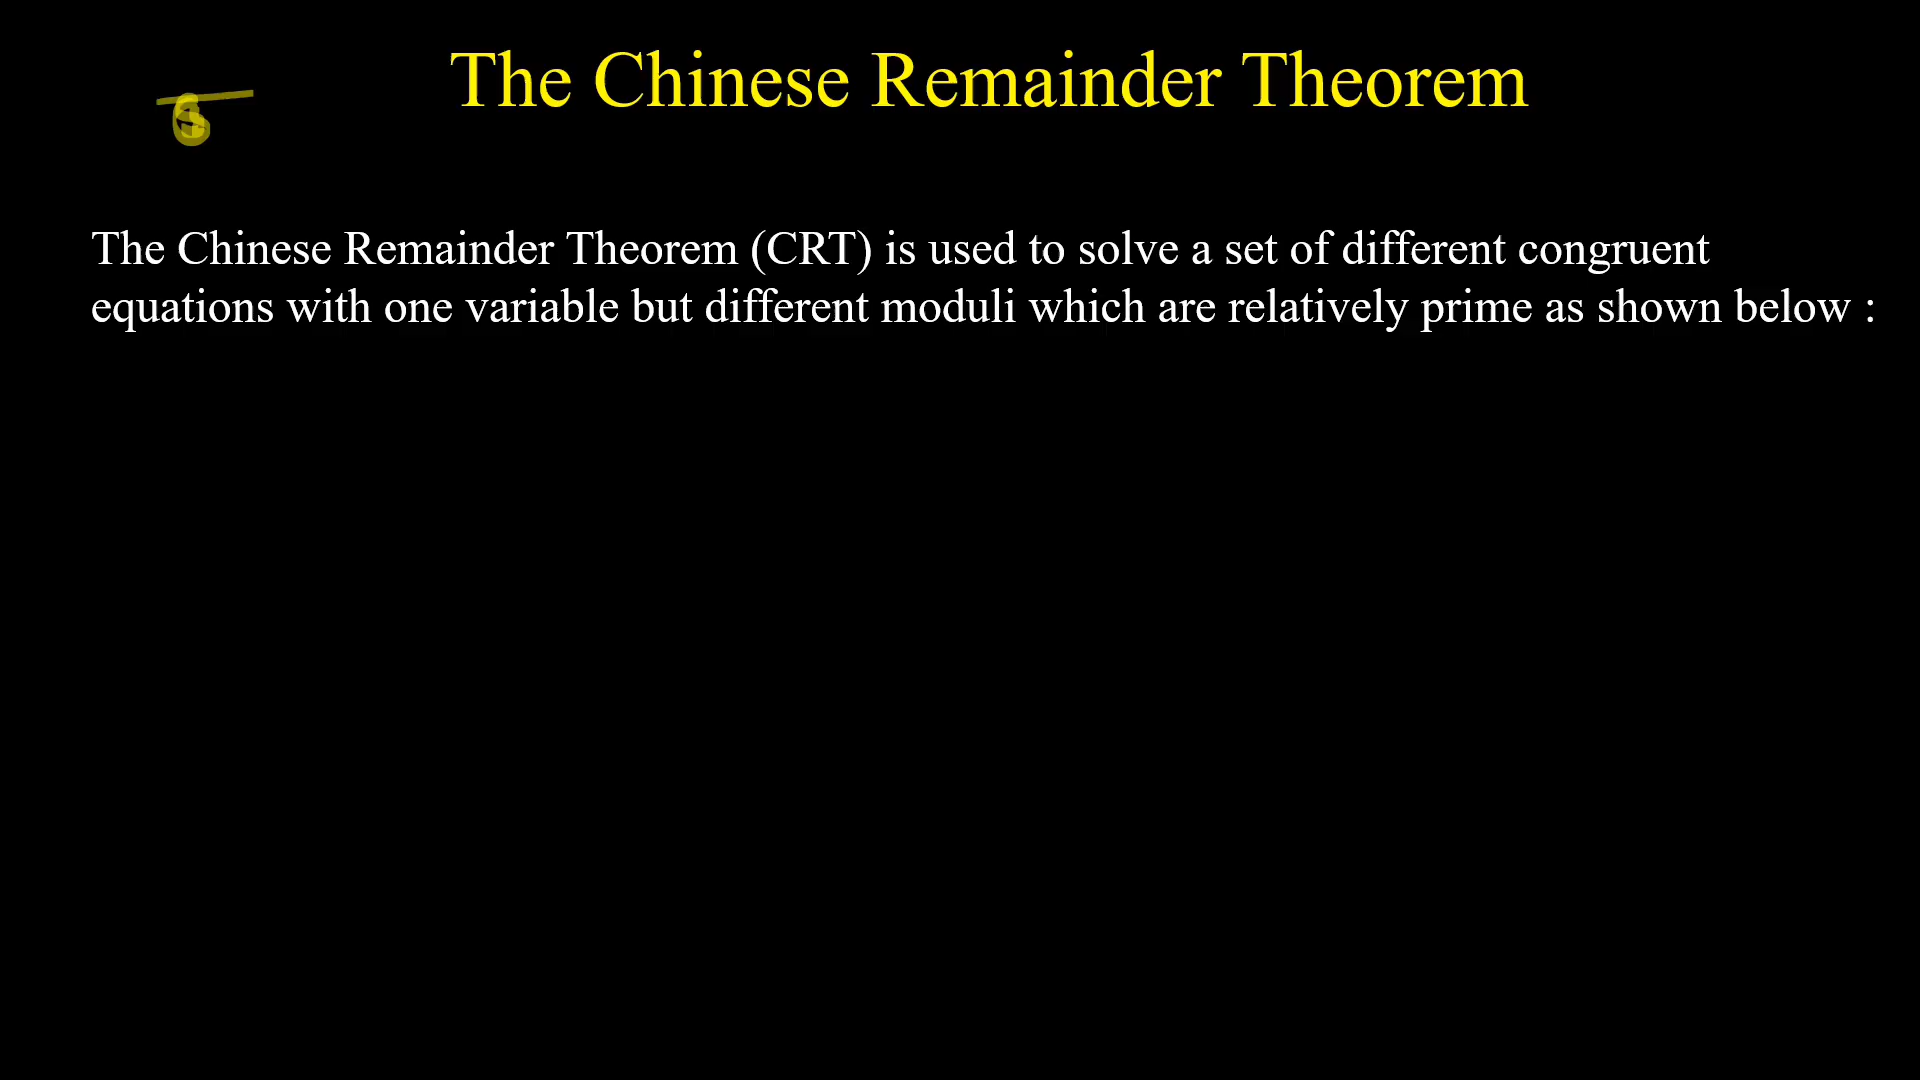 The Chinese Remainder Theorem
The Chinese Remainder Theorem (CRT) is used to solve a set of different congruent
equations with one variable but different moduli which are relatively prime as shown below :